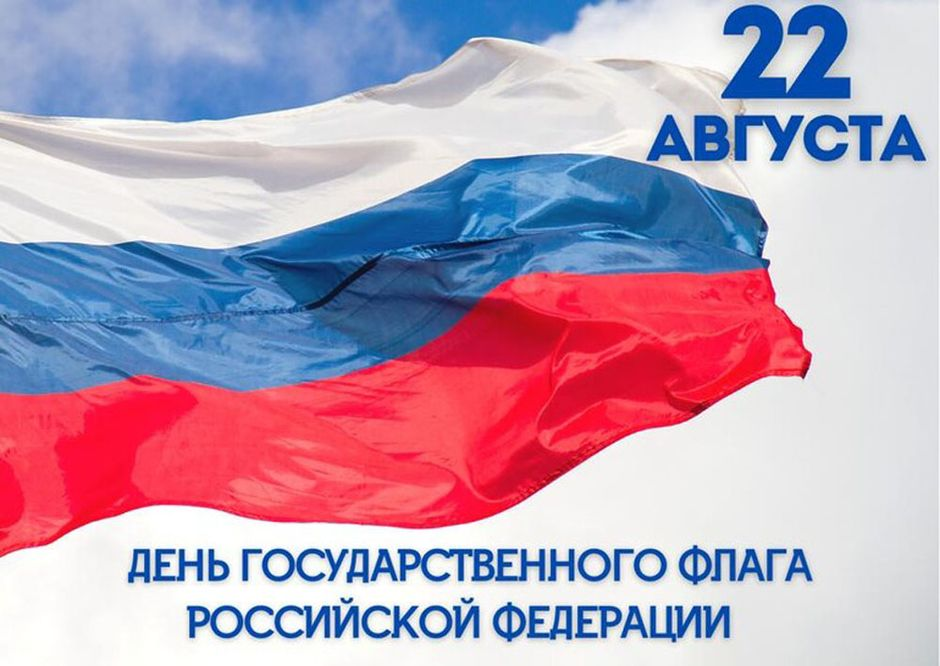 22
АВГУСТА
ДЕНЬ ГОСУДАРСТВЕННОГО ФЛАГА
РОССИЙСКОЙ ФЕДЕРАЦИИ